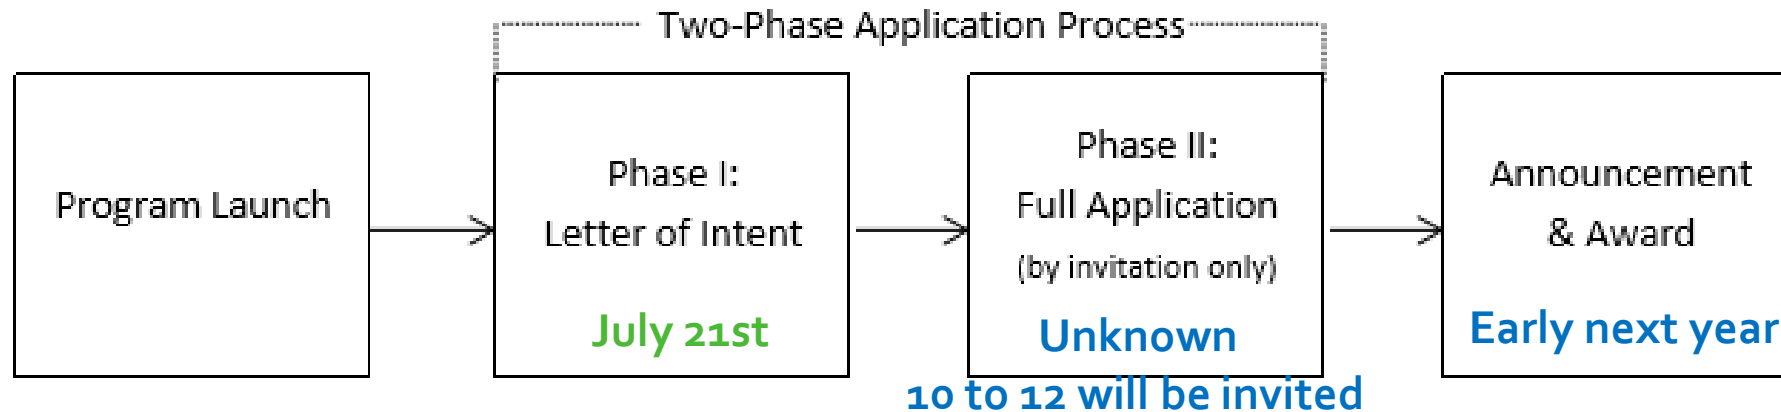 Two-Phase Application Process
Program Launch
Phase I:
Letter of Intent
July 21st
Phase II:
Full Application
(by invitation only)
Unknown
10 to 12 will be invited
Announcement
& Award
Early next year